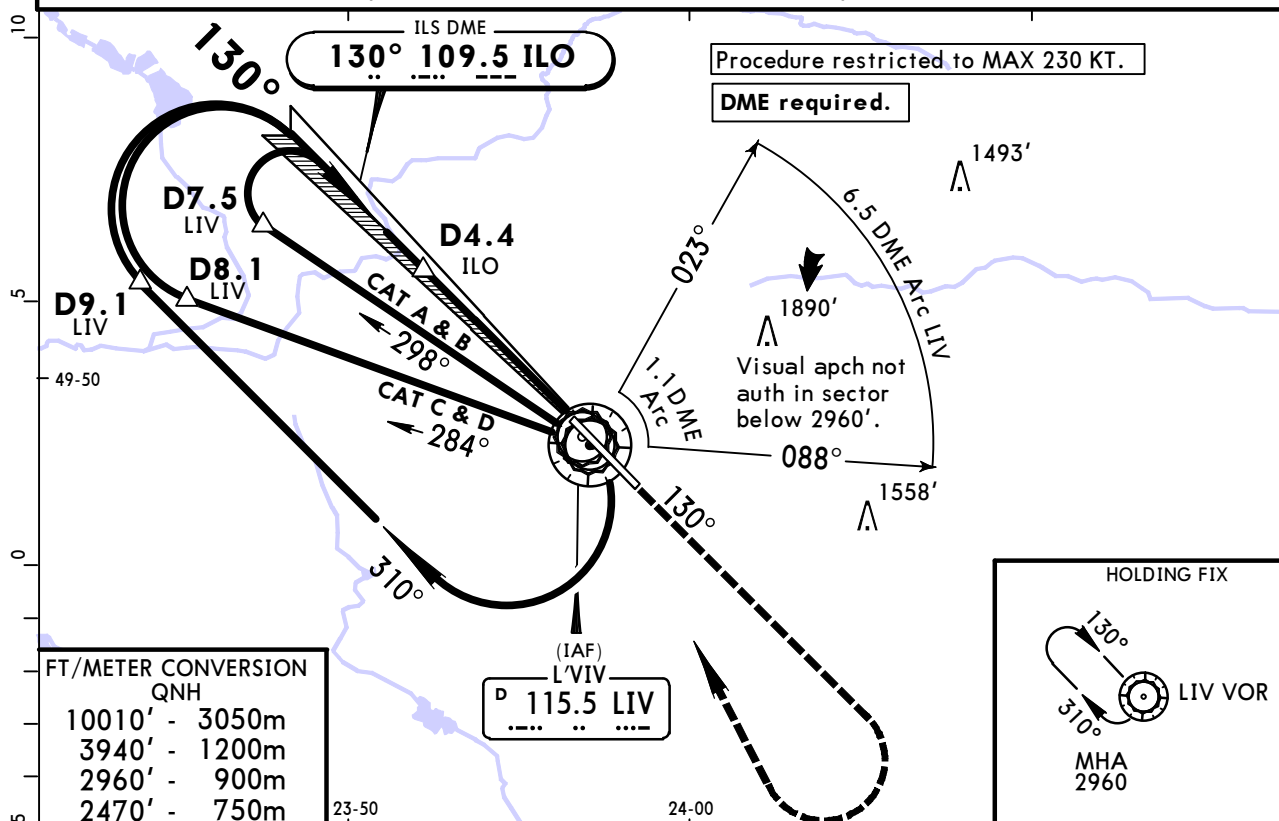 10
ILS DME
130° 109.5 ILO
130°
Procedure restricted to MAX 230 KT.
DME required.
1493'
D7.5
LIV
D4.4
ILO
023°
6.5 DME Arc LIV
D8.1
LIV
D9.1
LIV
5
CAT A & B
298°
1890'
49-50
Visual apch not
auth in sector
below 2960'.
1.1 DME
Arc
CAT C & D
284°
088°
1558'
130°
0
310°
HOLDING FIX
130°
310°
LIV VOR
MHA
2960
(IAF)
L'VIV
D 115.5 LIV
FT/METER CONVERSION
QNH
10010' - 3050m
3940' - 1200m
2960' - 900m
2470' - 750m
5
23-50
24-00